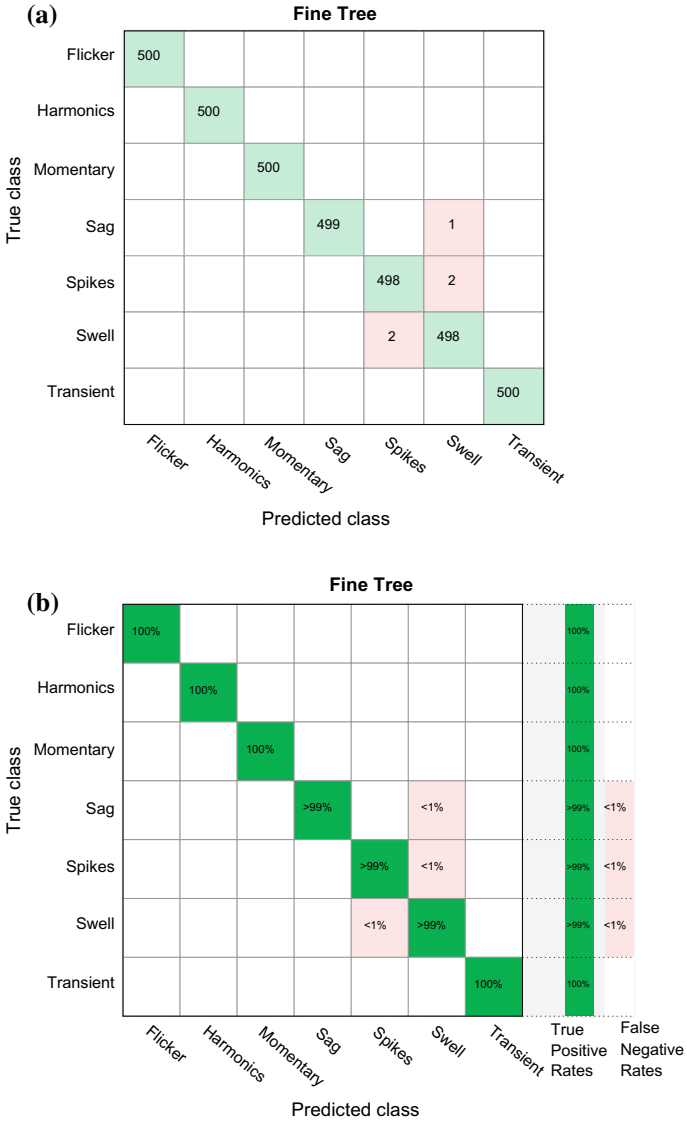 (a)
Fine Tree
True class
Flicker
500
Harmonics
500
Momentary
500
Sag
499
1
Spikes
498
2
Swell
2
498
Transient
500
Flicker
Harmonics
Momentary
Sag
Spikes
Swell
Transient
Predicted class
(b)
Fine Tree
True class
Flicker
100%
100%
Harmonics
100%
100%
Momentary
100%
100%
Sag
>99%
<1%
>99%
<1%
Spikes
>99%
<1%
>99%
<1%
Swell
<1%
>99%
>99%
<1%
Transient
100%
100%
Flicker
Harmonics
Momentary
Sag
Spikes
Swell
Transient
True
Positive
Rates
False
Negative
Rates
Predicted class